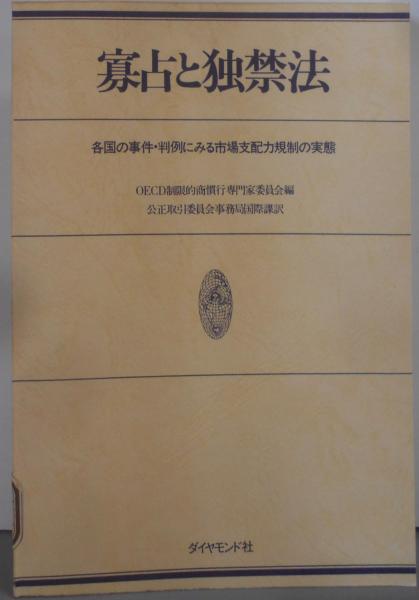 寡占と独禁法
各国の事件・判例にみる市場支配力規制の実態
OECD制限的商慣行専門家委員会編
公正取引委員会事務局国際課訳
ダイヤモンド社